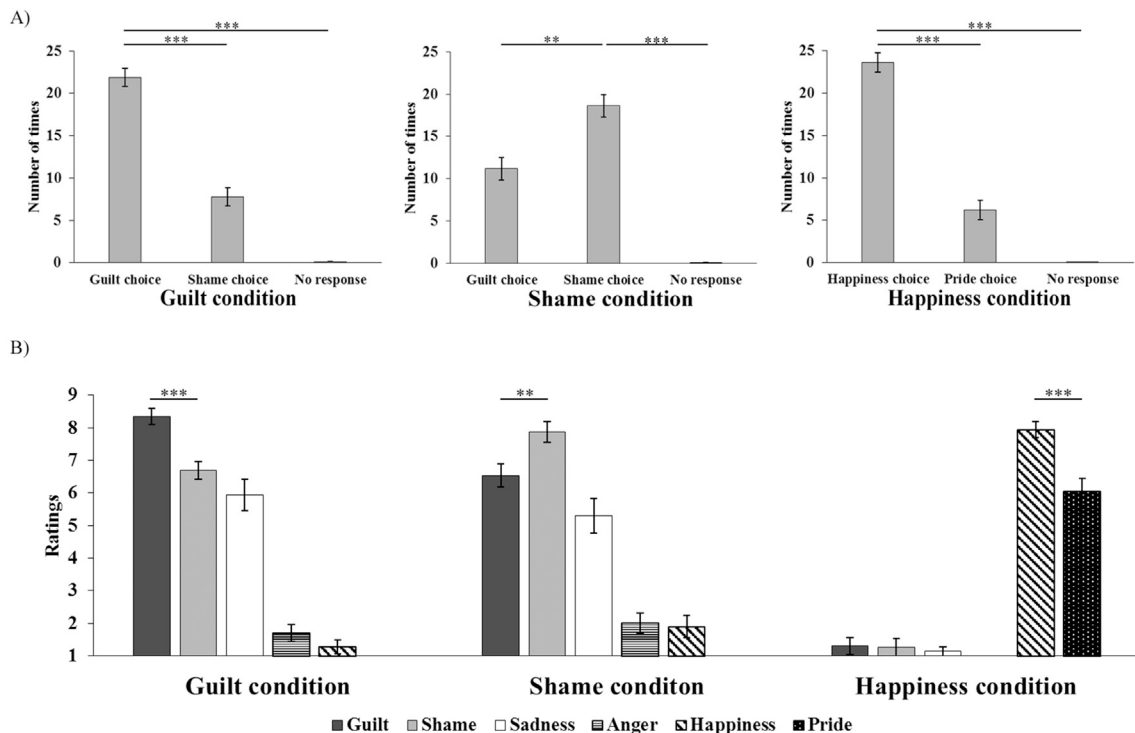 A)
*** *** ** *** *** ***
Number of times
25
20
15
10
5
0
Guilt choice Shame choice No response
Guilt condition
Number of times
25
20
15
10
5
0
Guilt choice Shame choice No response
Shame condition
Number of times
25
20
15
10
5
0
Happiness choice Pride choice No response
Happiness condition
B)
*** ** ***
Ratings
9
8
7
6
5
4
3
2
1
Guilt condition Shame conditon Happiness condition
Guilt Shame Sadness Anger Happiness Pride